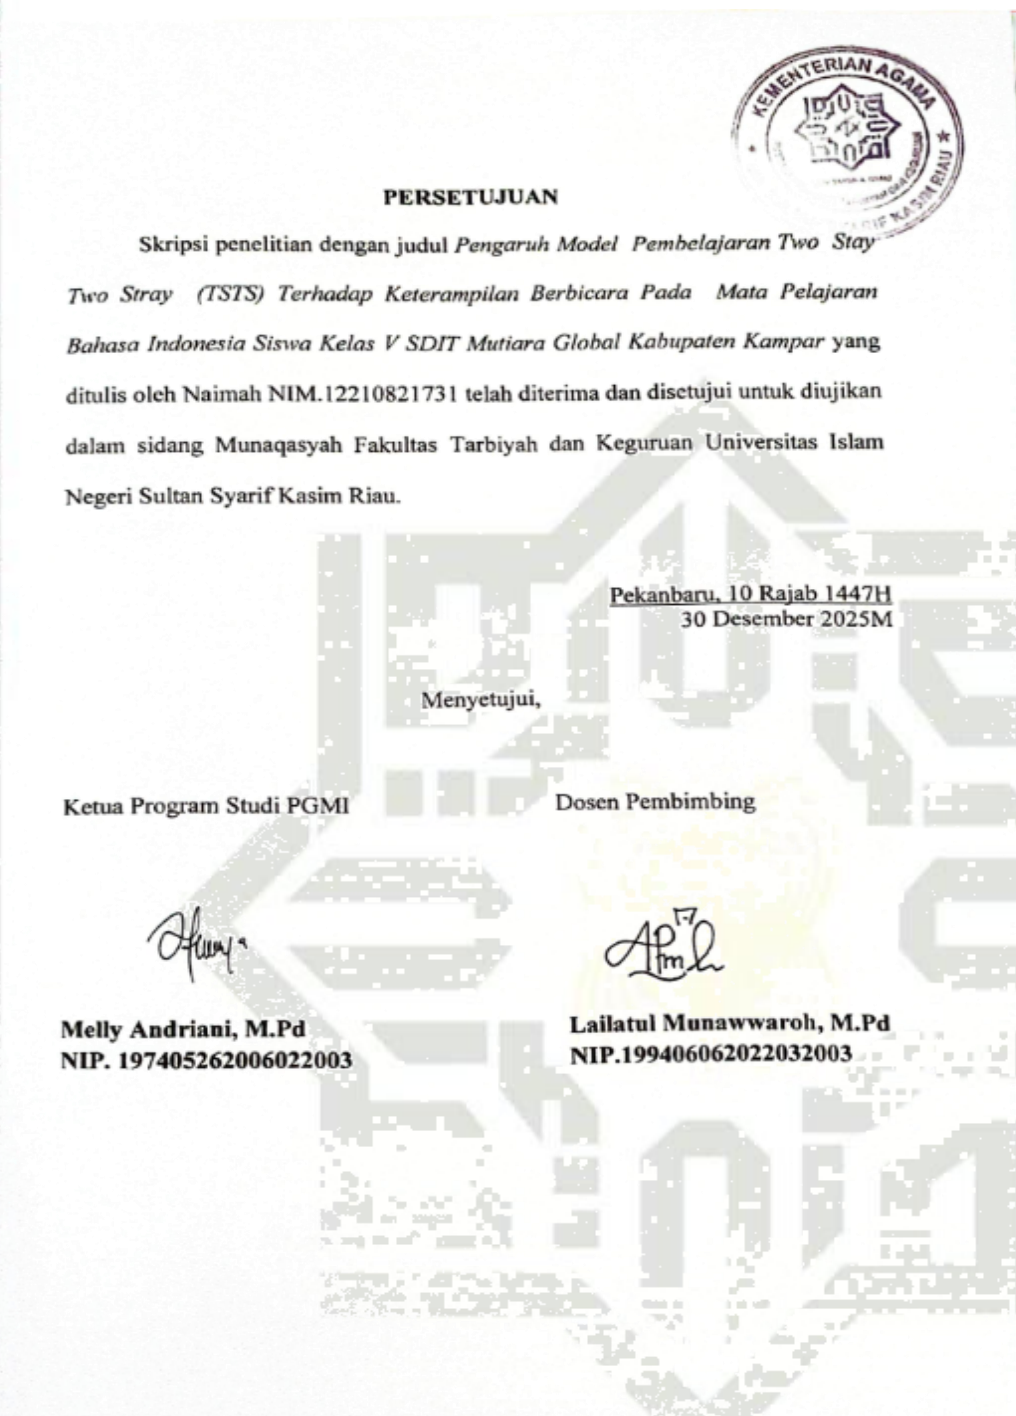 KEMENTERIAN AGAMA
KASIM RIAU
PERSETUJUAN
Skripsi penelitian dengan judul Pengaruh Model Pembelajaran Two Stay
Two Stray (TSTS) Terhadap Keterampilan Berbicara Pada Mata Pelajaran
Bahasa Indonesia Siswa Kelas V SDIT Mutiara Global Kabupaten Kampar yang
ditulis oleh Naimah NIM.12210821731 telah diterima dan disetujui untuk diujikan
dalam sidang Munaqasyah Fakultas Tarbiyah dan Keguruan Universitas Islam
Negeri Sultan Syarif Kasim Riau.
Pekanbaru, 10 Rajab 1447H
30 Desember 2025M
Menyetujui,
Ketua Program Studi PGMI
Dosen Pembimbing
Melly Andriani, M.Pd
NIP. 197405262006022003
Lailatul Munawwaroh, M.Pd
NIP.199406062022032003